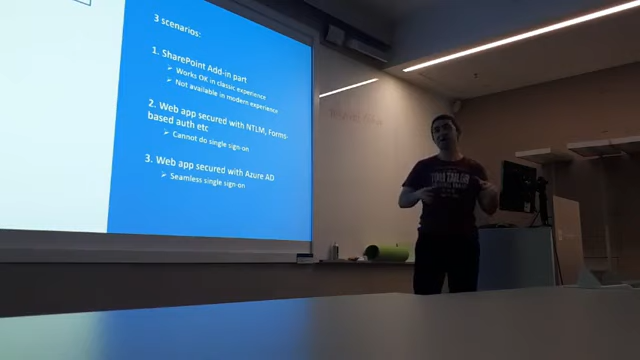 3 scenarios:
1. SharePoint Add-in part
➢ Works OK in classic experience
➢ Not available in modern experience
2. Web app secured with NTLM, Forms-
based auth etc
➢ Cannot do single sign-on
3. Web app secured with Azure AD
➢ Seamless single sign-on
TOM TAILOR